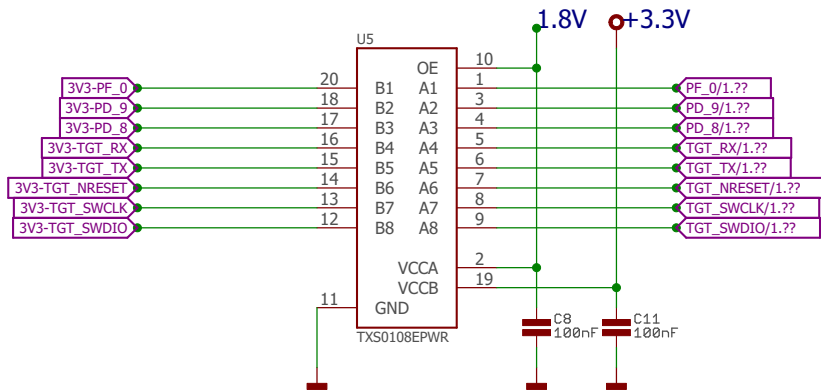 1.8V +3.3V
U5
OE 10
3V3-PF_0 20 B1 A1 1 PF_0/1.??
3V3-PD_9 18 B2 A2 3 PD_9/1.??
3V3-PD_8 17 B3 A3 4 PD_8/1.??
3V3-TGT_RX 16 B4 A4 5 TGT_RX/1.??
3V3-TGT_TX 15 B5 A5 6 TGT_TX/1.??
3V3-TGT_NRESET 14 B6 A6 7 TGT_NRESET/1.??
3V3-TGT_SWCLK 13 B7 A7 8 TGT_SWCLK/1.??
3V3-TGT_SWDIO 12 B8 A8 9 TGT_SWDIO/1.??
VCCA 2
VCCB 19
11 GND
C8 C11
100nF 100nF
TXS0108EPWR